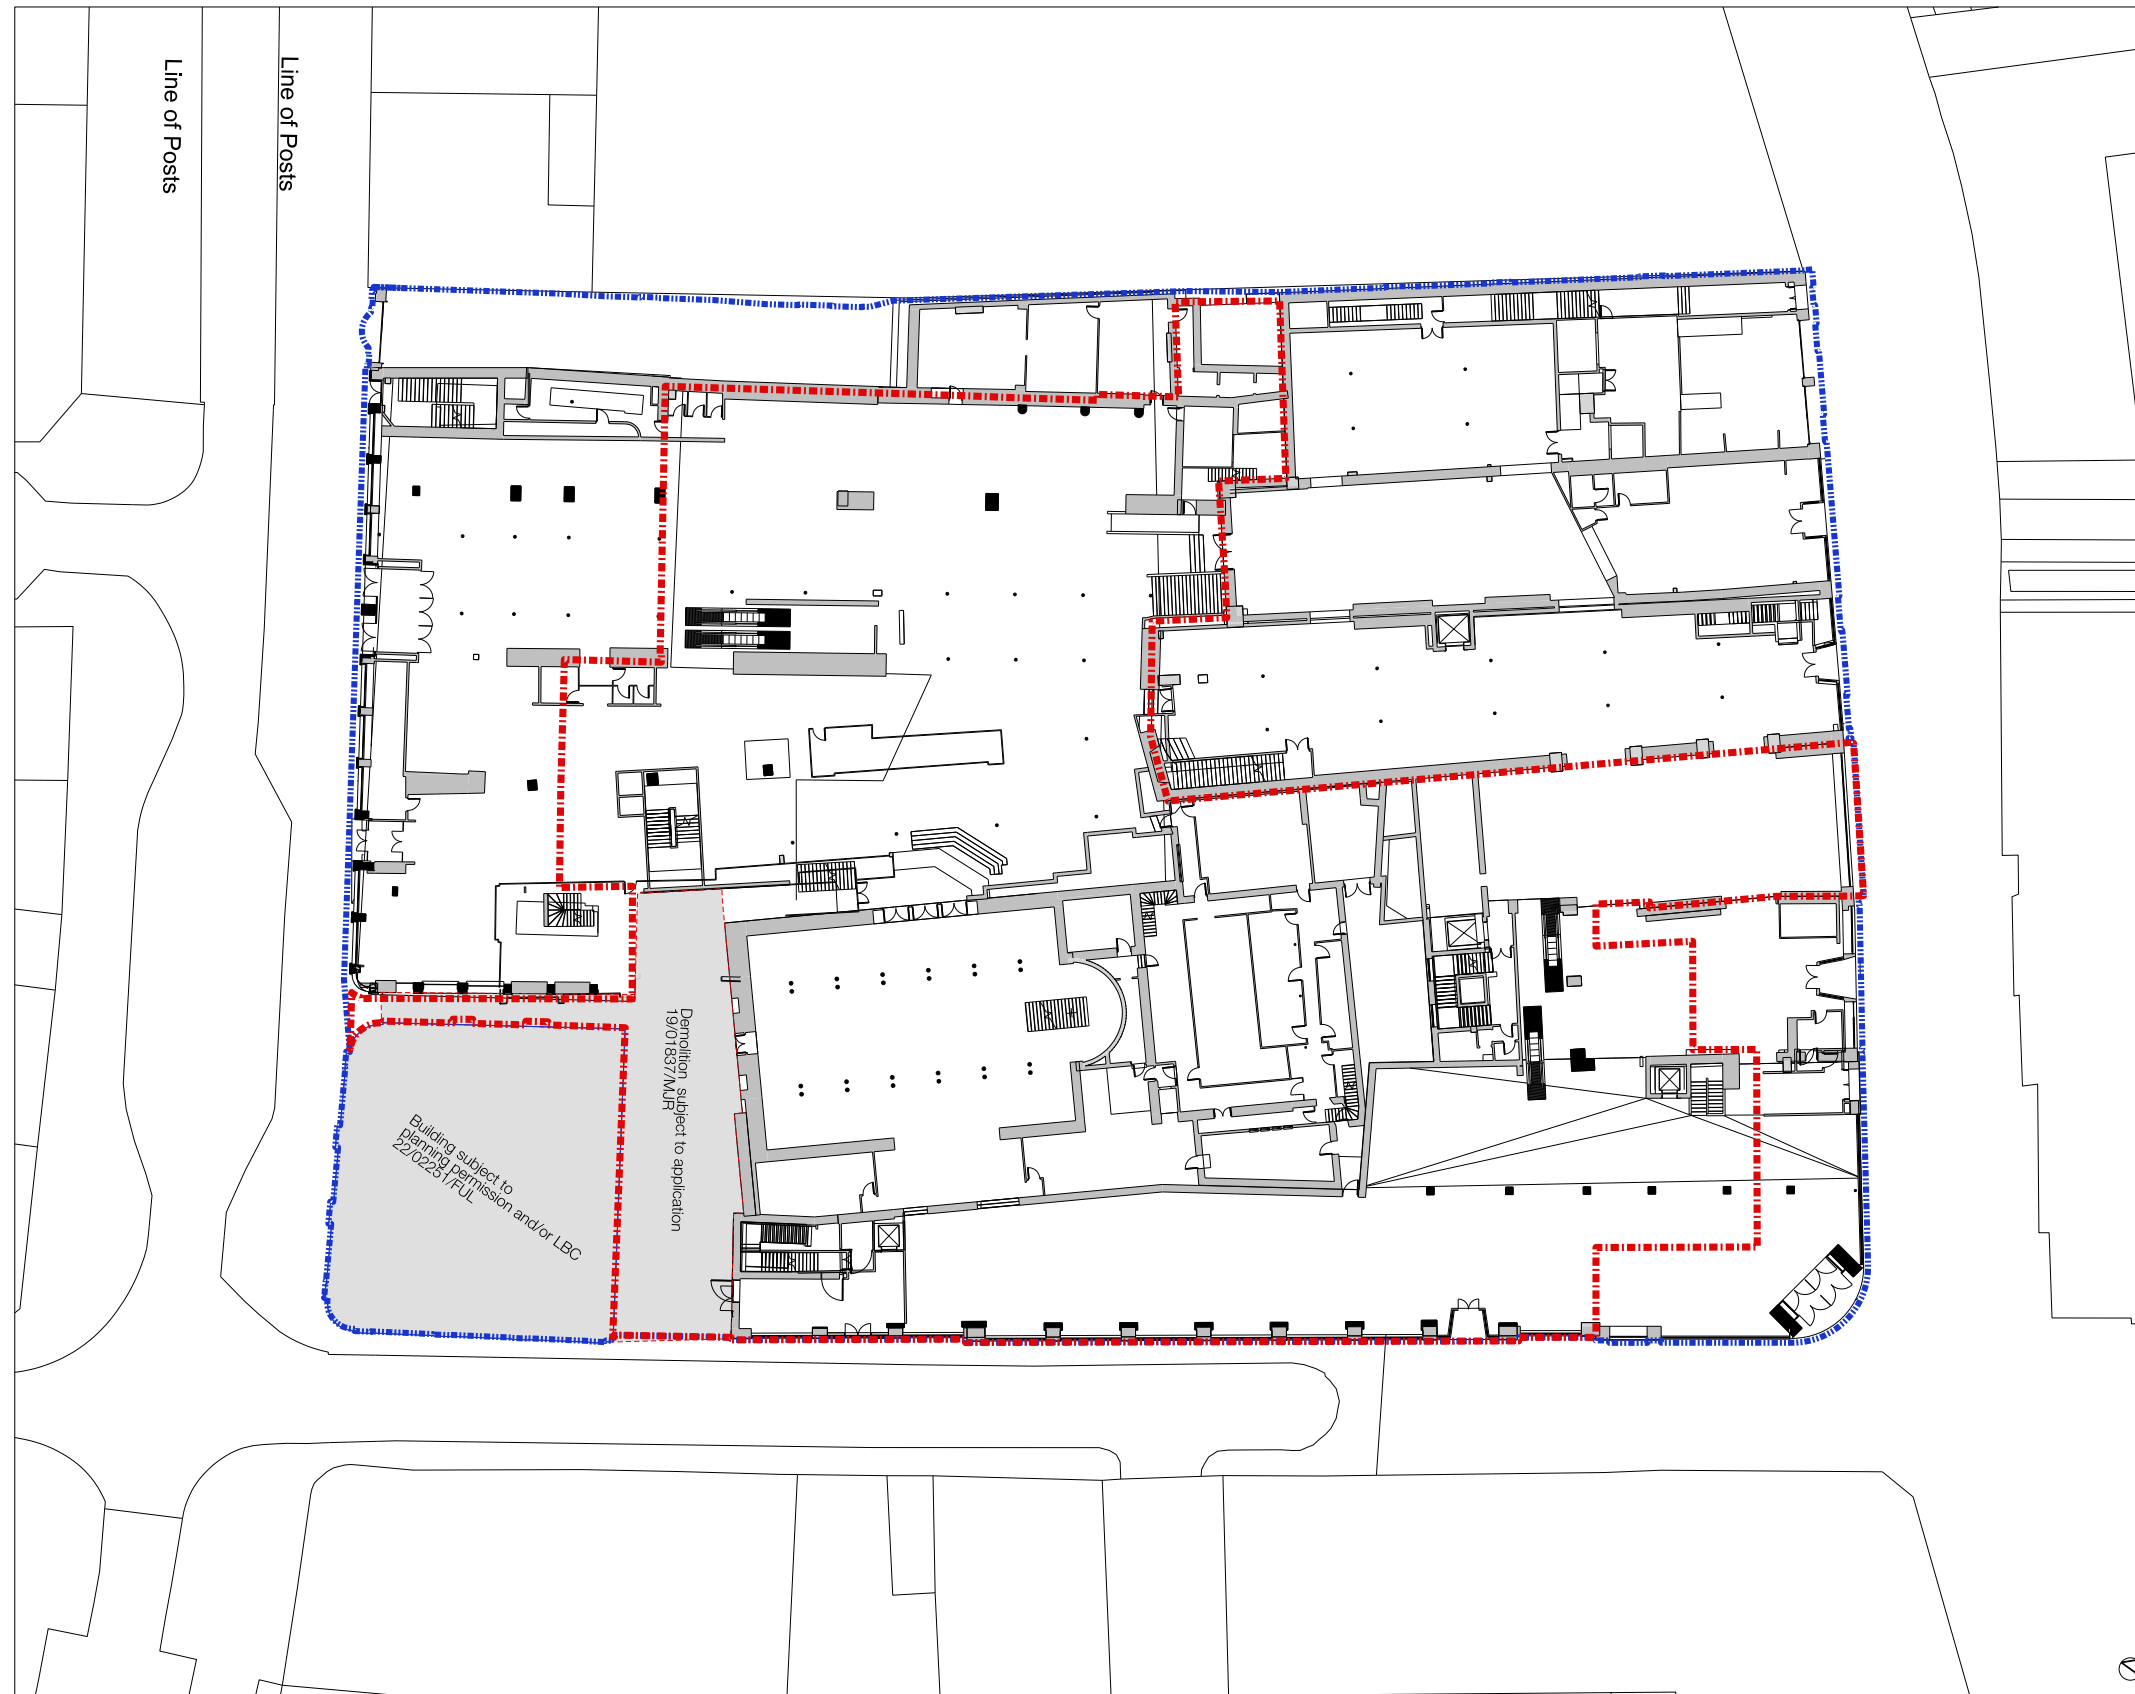 Line of Posts
Line of Posts
Demolition subject to application
19/01837/MJR
Building subject to
planning permission and/or LBC
22/02251/FUL